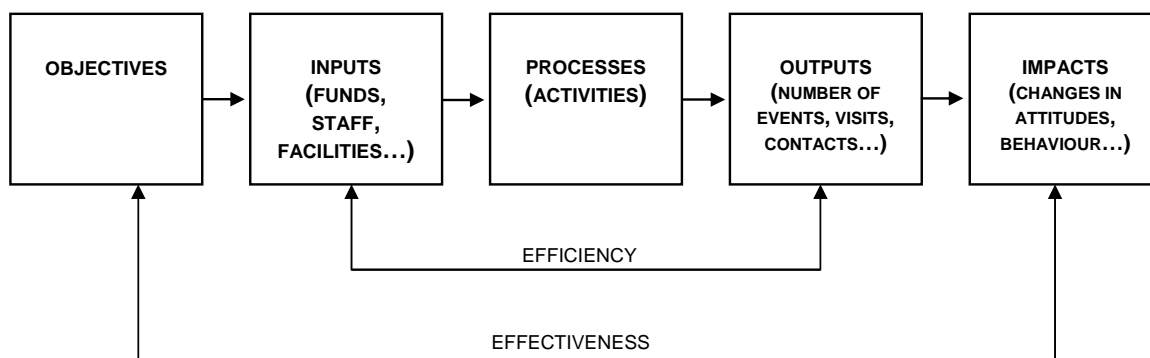 OBJECTIVES
INPUTS
(FUNDS,
STAFF,
FACILITIES…)
PROCESSES
(ACTIVITIES)
OUTPUTS
(NUMBER OF
EVENTS, VISITS,
CONTACTS…)
IMPACTS
(CHANGES IN
ATTITUDES,
BEHAVIOUR…)
EFFICIENCY
EFFECTIVENESS